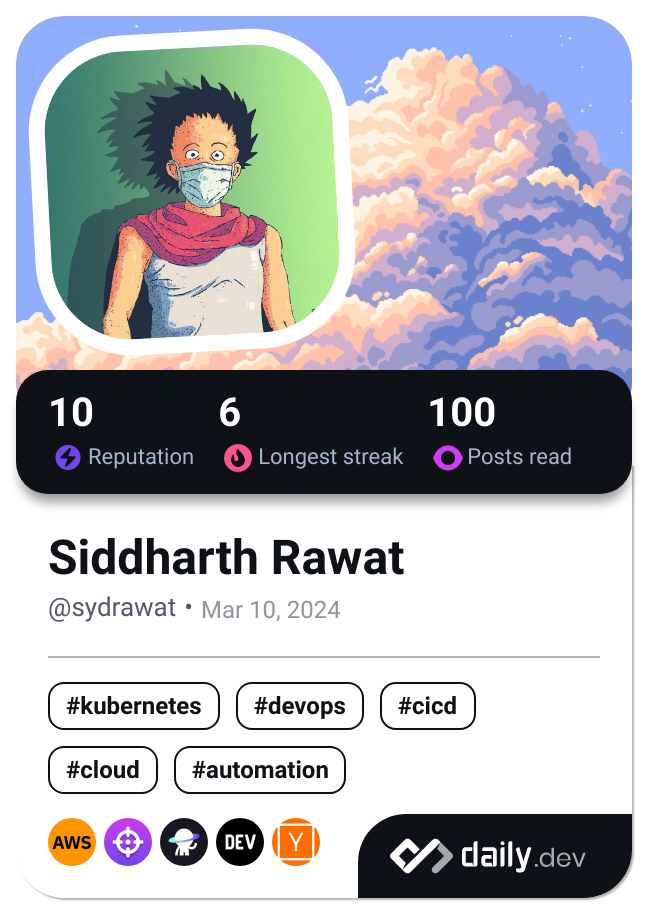 10 6 100
Reputation Longest streak Posts read
Siddharth Rawat
@sydrawat • Mar 10, 2024
#kubernetes #devops #cicd
#cloud #automation
AWS DEV Y
daily.dev